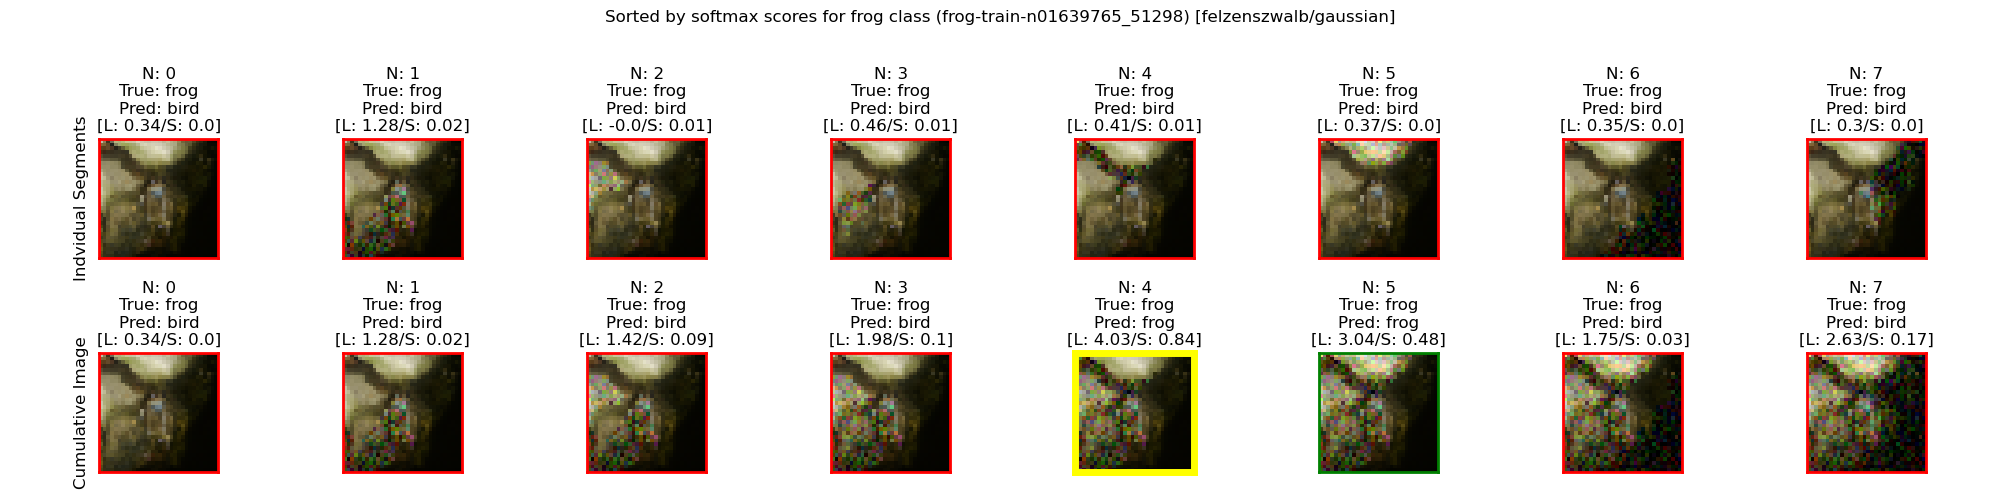 Sorted by softmax scores for frog class (frog-train-n01639765_51298) [felzenszwalb/gaussian]
Indvidual Segments
N: 0
True: frog
Pred: bird
[L: 0.34/S: 0.0]
N: 1
True: frog
Pred: bird
[L: 1.28/S: 0.02]
N: 2
True: frog
Pred: bird
[L: -0.0/S: 0.01]
N: 3
True: frog
Pred: bird
[L: 0.46/S: 0.01]
N: 4
True: frog
Pred: bird
[L: 0.41/S: 0.01]
N: 5
True: frog
Pred: bird
[L: 0.37/S: 0.0]
N: 6
True: frog
Pred: bird
[L: 0.35/S: 0.0]
N: 7
True: frog
Pred: bird
[L: 0.3/S: 0.0]
Cumulative Image
N: 0
True: frog
Pred: bird
[L: 0.34/S: 0.0]
N: 1
True: frog
Pred: bird
[L: 1.28/S: 0.02]
N: 2
True: frog
Pred: bird
[L: 1.42/S: 0.09]
N: 3
True: frog
Pred: bird
[L: 1.98/S: 0.1]
N: 4
True: frog
Pred: frog
[L: 4.03/S: 0.84]
N: 5
True: frog
Pred: frog
[L: 3.04/S: 0.48]
N: 6
True: frog
Pred: bird
[L: 1.75/S: 0.03]
N: 7
True: frog
Pred: bird
[L: 2.63/S: 0.17]